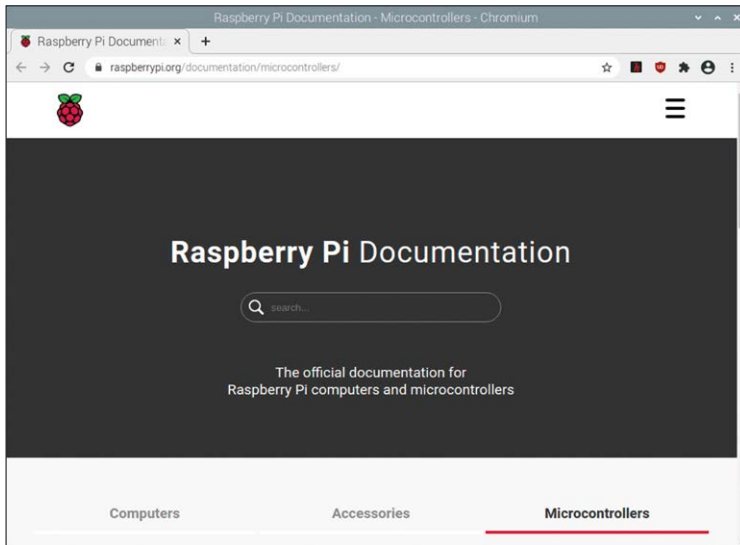 Raspberry Pi Documentation - Microcontrollers - Chromium
Raspberry Pi Document
raspberrypi.org/documentation/microcontrollers/
Raspberry Pi Documentation
search...
The official documentation for
Raspberry Pi computers and microcontrollers
Computers
Accessories
Microcontrollers